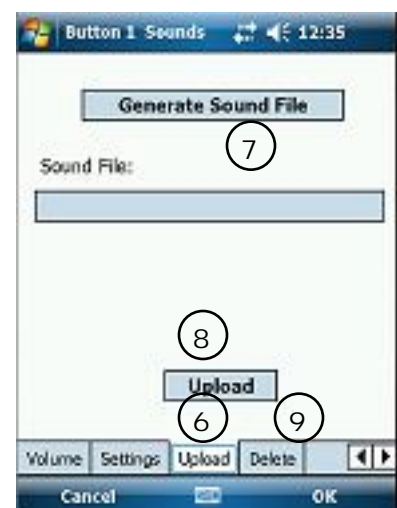 Button 1 Sounds 12:35
Generate Sound File
7
Sound File:
8
Upload
6 9
Volume Settings Upload Delete
Cancel OK